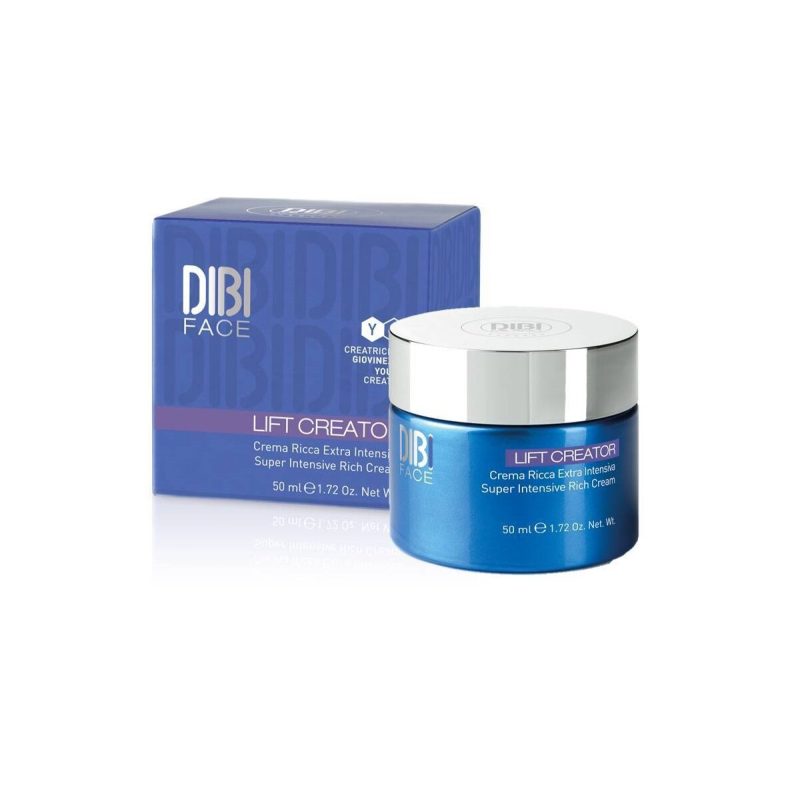 DIBI
DIBI
FACE
Y
CREATRICE
GIOVINE
YOU
CREAT
LIFT CREATO
Crema Ricca Extra Intensi
Super Intensive Rich Crea
50 ml ℮ 1.72 Oz. Net W
DIBI
DIBI
FACE
LIFT CREATOR
Crema Ricca Extra Intensiva
Super Intensive Rich Cream
50 ml ℮ 1.72 Oz. Net. Wt.